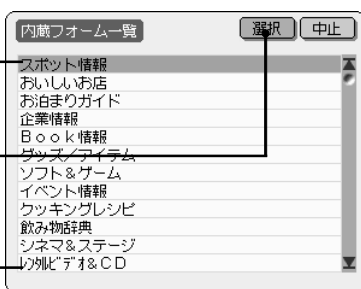 内蔵フォーム一覧 選択 中止
スポット情報
おいしいお店
お泊まりガイド
企業情報
Book情報
グッズ/アイテム
ソフト&ゲーム
イベント情報
クッキングレシピ
飲み物辞典
シネマ&ステージ
レンタルビデオ&CD